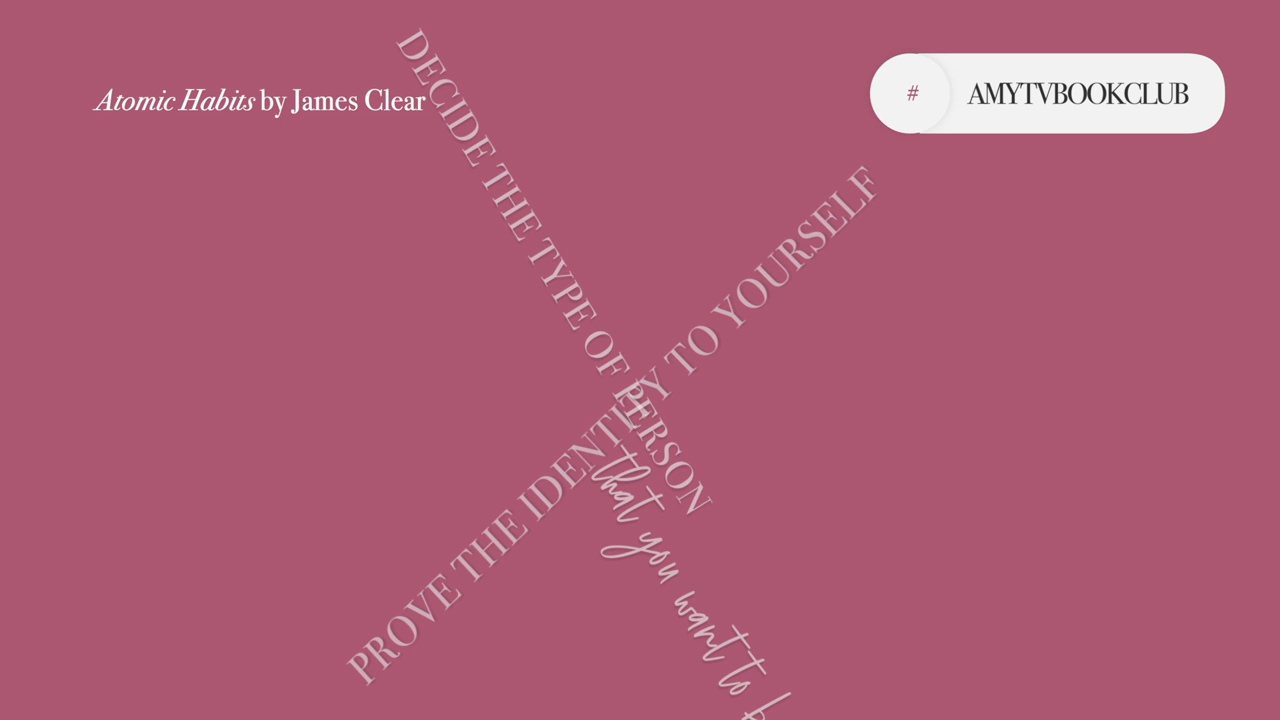 Atomic Habits by James Clear
#
AMYTVBOOKCLUB
DECIDE THE TYPE OF PERSON
that you want to
PROVE THE IDENTITY TO YOURSELF